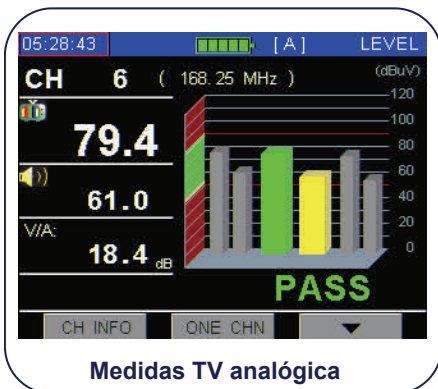 05:28:43 [A] LEVEL
CH 6 ( 168.25 MHz ) (dBuV)
120
100
79.4 80
60
61.0 40
V/A: 20
18.4 dB 0
PASS
CH INFO ONE CHN
Medidas TV analógica